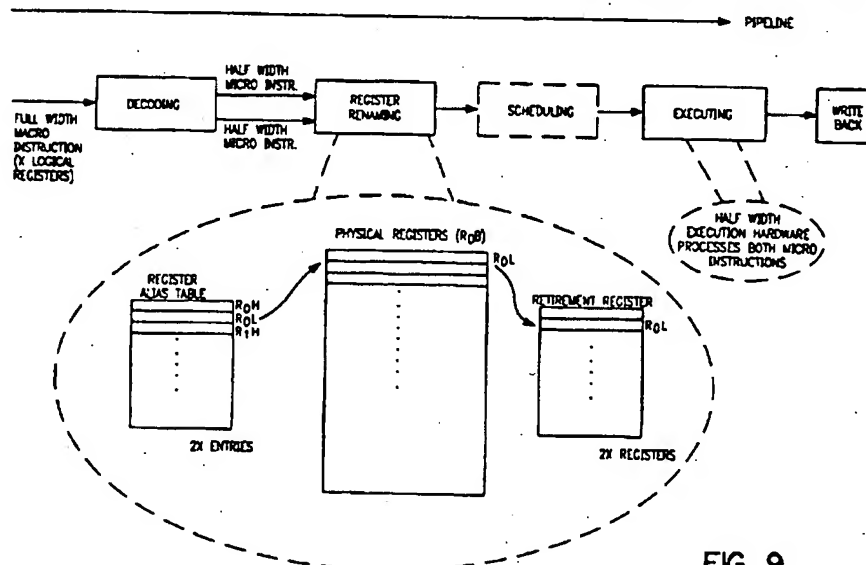 PIPELINE
DECODING
HALF WIDTH
MICRO INSTR.
HALF WIDTH
MICRO INSTR.
REGISTER
RENAMING
SCHEDULING
EXECUTING
WRITE
BACK
FULL WIDTH
MACRO
INSTRUCTION
(X LOGICAL
REGISTERS)
HALF WIDTH
EXECUTION HARDWARE
PROCESSES BOTH MICRO
INSTRUCTIONS
PHYSICAL REGISTERS (ROB)
R0L
REGISTER
ALIAS TABLE
R0H
R0L
R1H
2X ENTRIES
RETIREMENT REGISTER
R0L
2X REGISTERS
FIG. 9